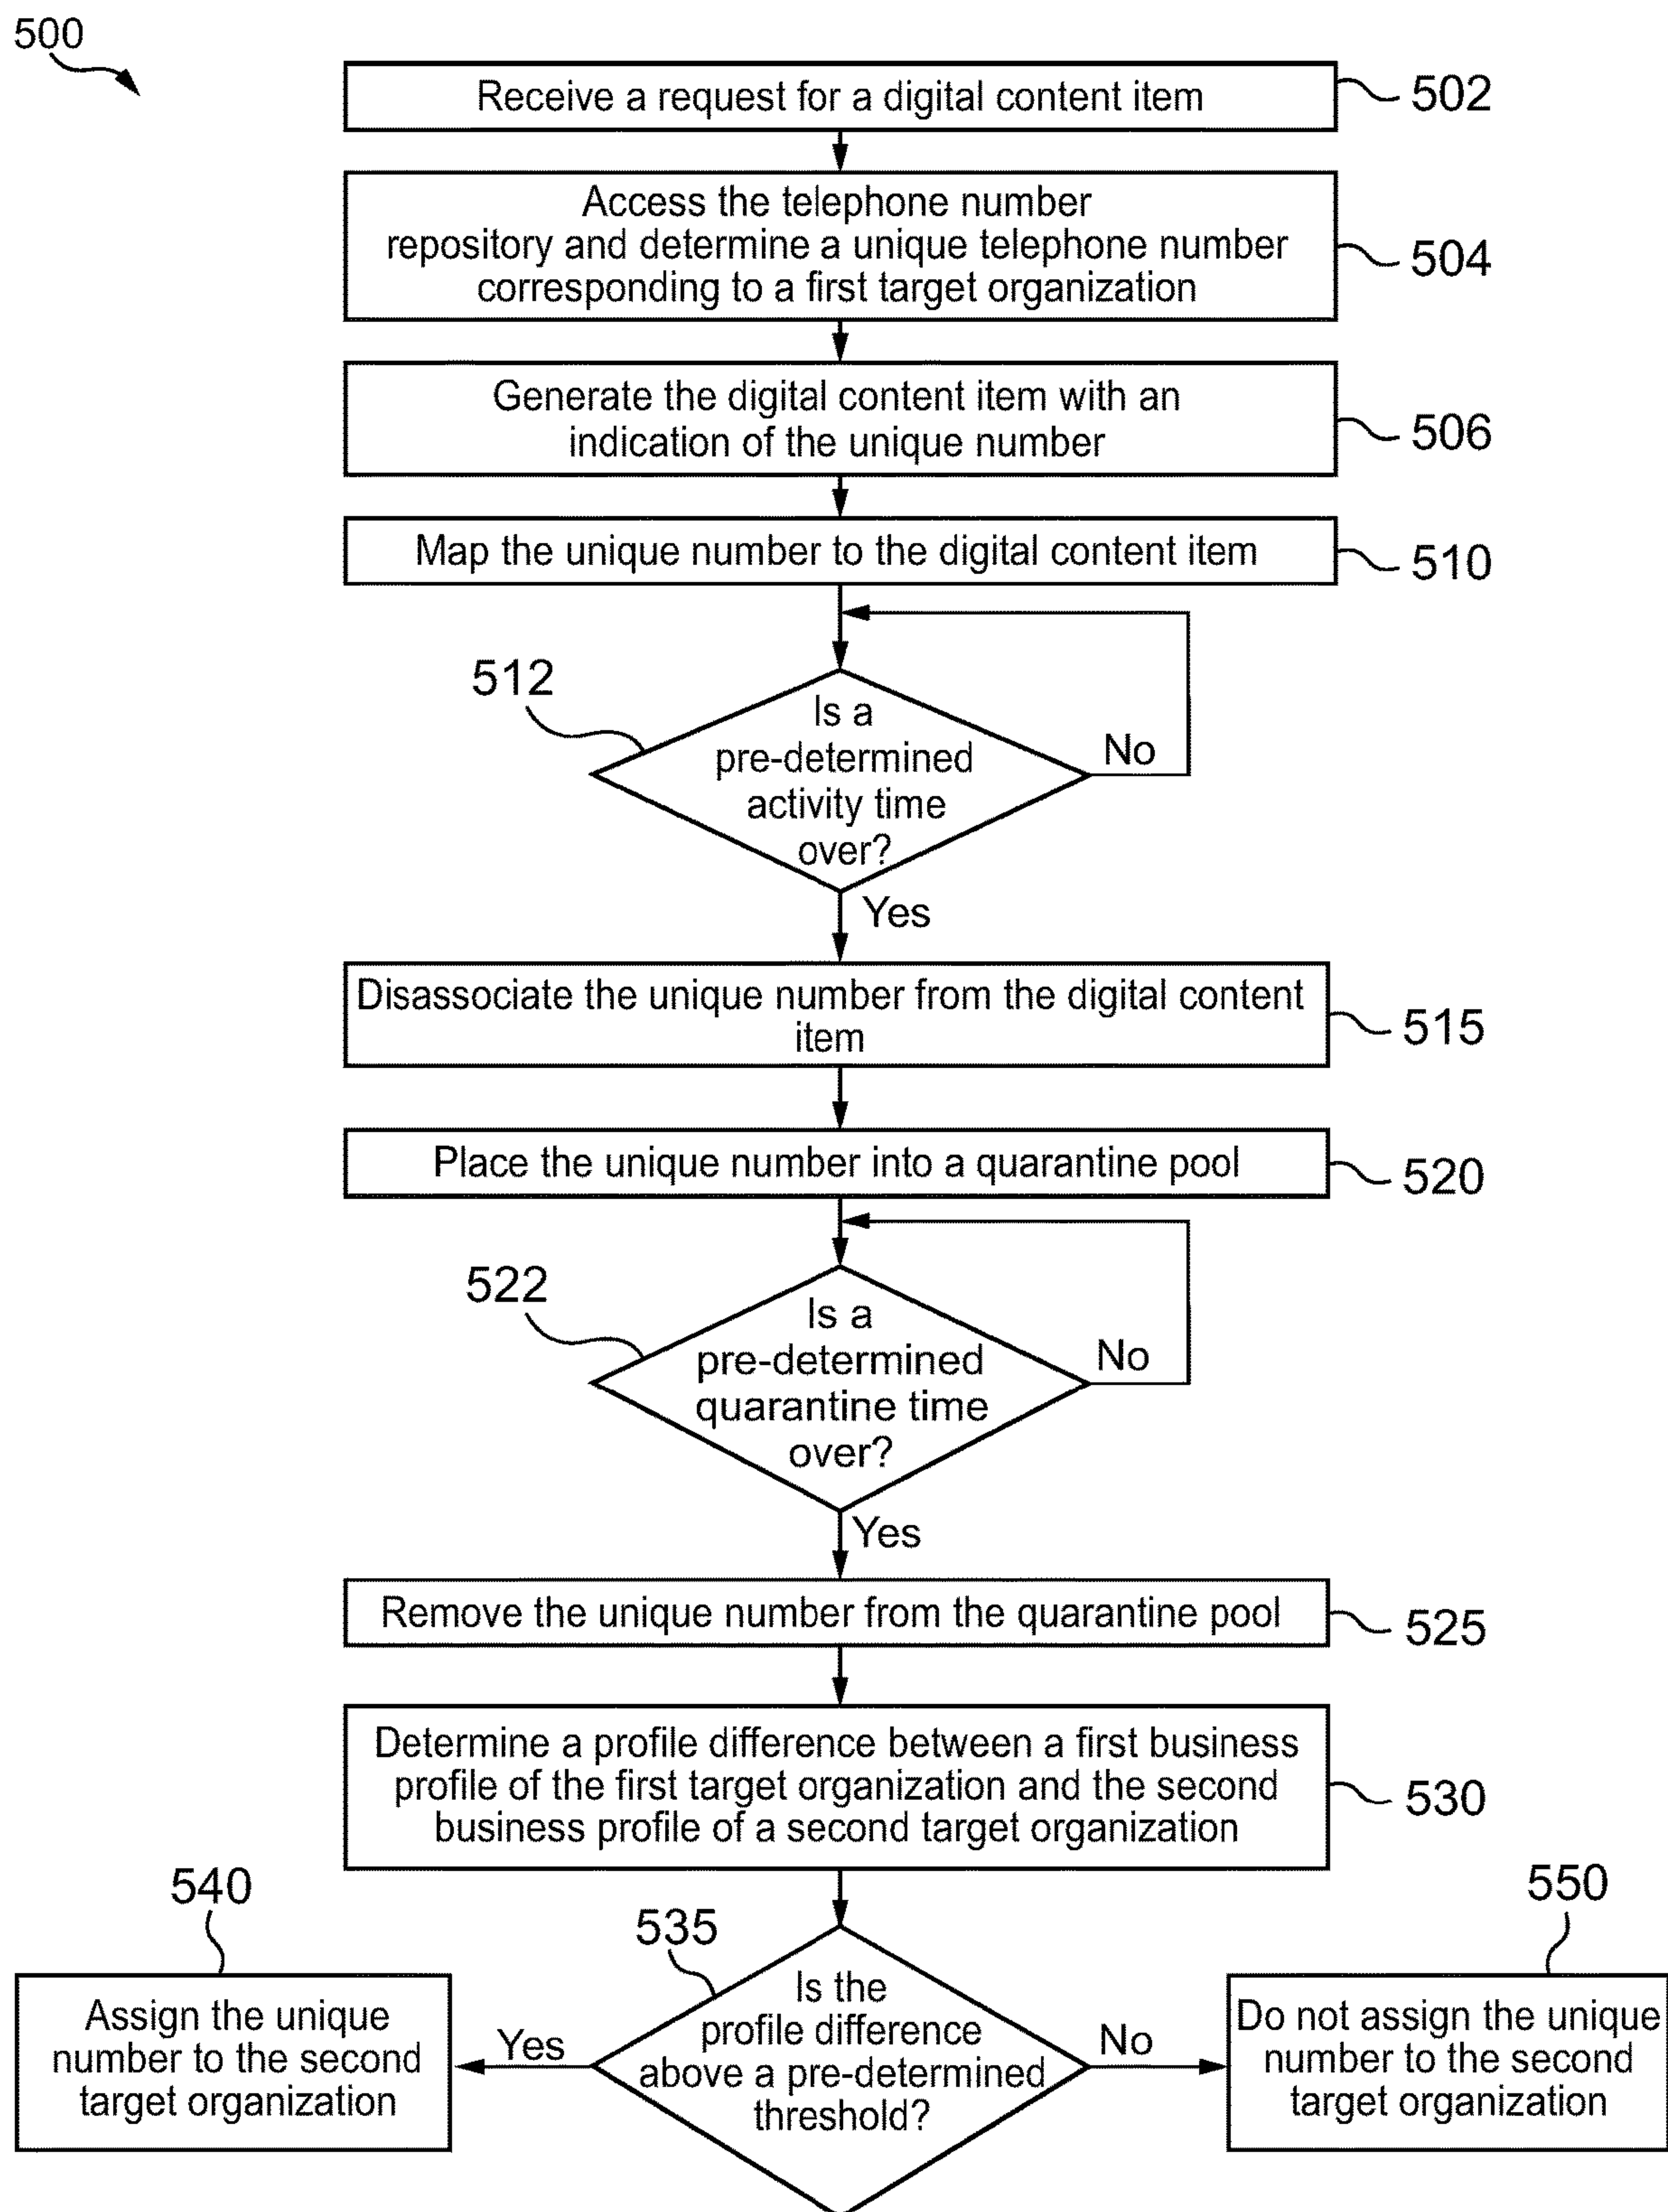 500
Receive a request for a digital content item
502
Access the telephone number
repository and determine a unique telephone number
corresponding to a first target organization
504
Generate the digital content item with an
indication of the unique number
506
Map the unique number to the digital content item
510
512
Is a
pre-determined
activity time
over?
No
Yes
Disassociate the unique number from the digital content
item
515
Place the unique number into a quarantine pool
520
522
Is a
pre-determined
quarantine time
over?
No
Yes
Remove the unique number from the quarantine pool
525
Determine a profile difference between a first business
profile of the first target organization and the second
business profile of a second target organization
530
540
535
550
Assign the unique
number to the second
target organization
Yes
Is the
profile difference
above a pre-determined
threshold?
No
Do not assign the unique
number to the second
target organization